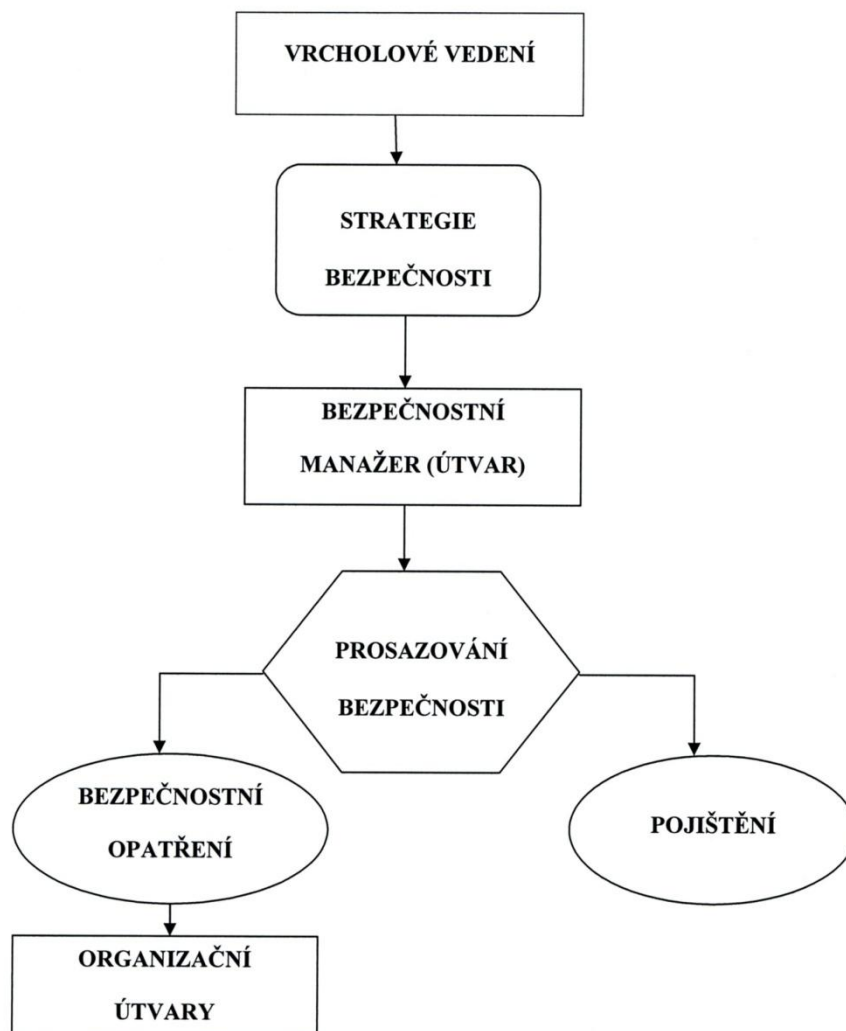 VRCHOLOVÉ VEDENÍ
STRATEGIE
BEZPEČNOSTI
BEZPEČNOSTNÍ
MANAŽER (ÚTVAR)
PROSAZOVÁNÍ
BEZPEČNOSTI
BEZPEČNOSTNÍ
OPATŘENÍ
POJIŠTĚNÍ
ORGANIZAČNÍ
ÚTVARY